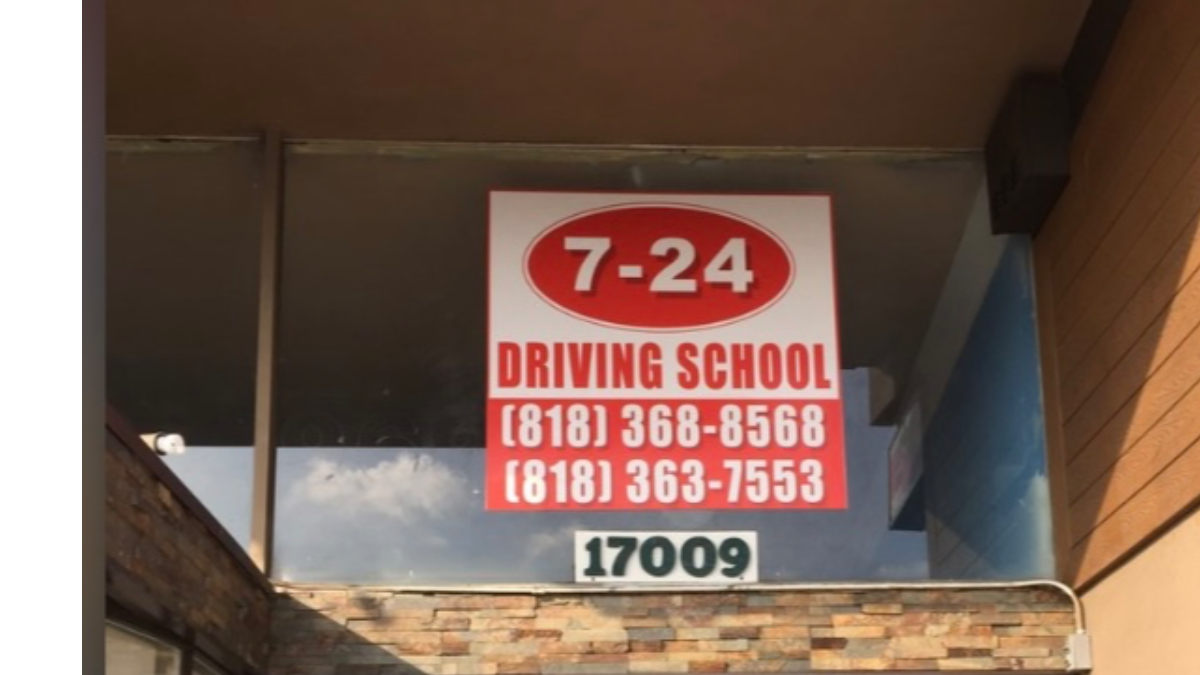 7-24
DRIVING SCHOOL
(818) 368-8568
(818) 363-7553
17009